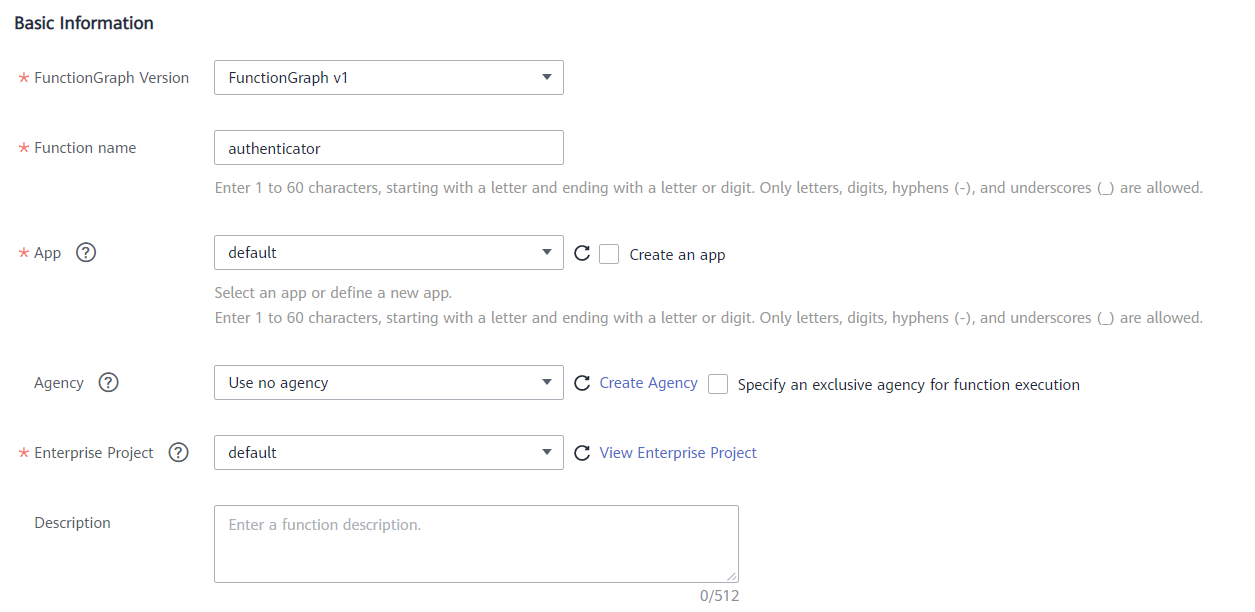 Basic Information
* FunctionGraph Version FunctionGraph v1
* Function name authenticator
Enter 1 to 60 characters, starting with a letter and ending with a letter or digit. Only letters, digits, hyphens (-), and underscores (_) are allowed.
* App ? default Create an app
Select an app or define a new app.
Enter 1 to 60 characters, starting with a letter and ending with a letter or digit. Only letters, digits, hyphens (-), and underscores (_) are allowed.
Agency ? Use no agency Create Agency Specify an exclusive agency for function execution
* Enterprise Project ? default View Enterprise Project
Description Enter a function description.
0/512